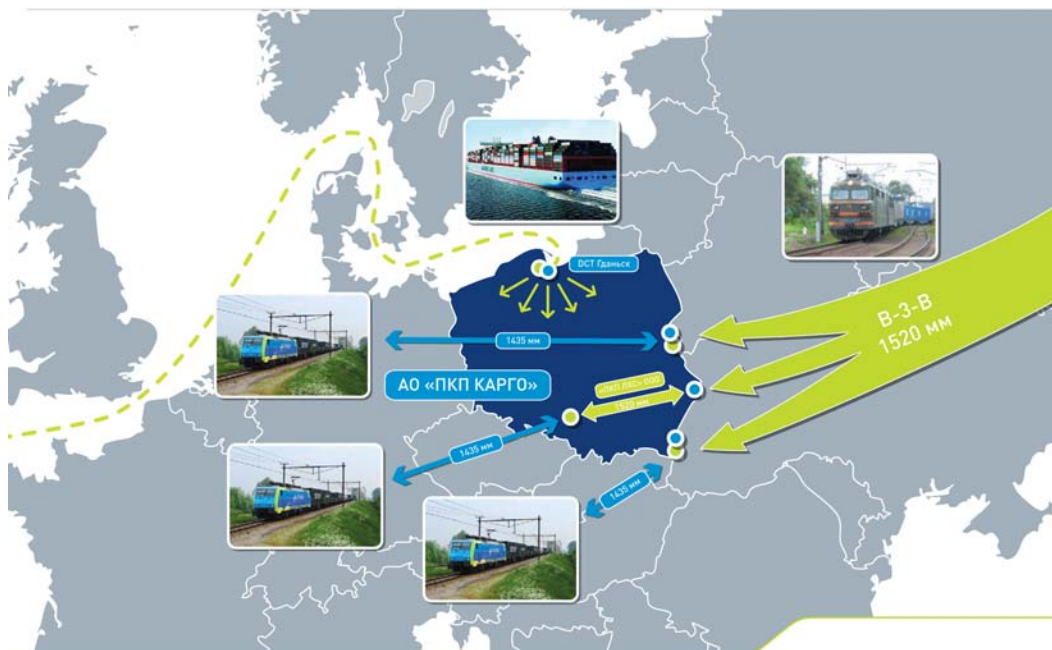 DCT Гданьск
В-З-В
1520 мм
1435 мм
АО «ПКП КАРГО»
«ПКП ЛХС» ООО
1520 мм
1435 мм
1435 мм